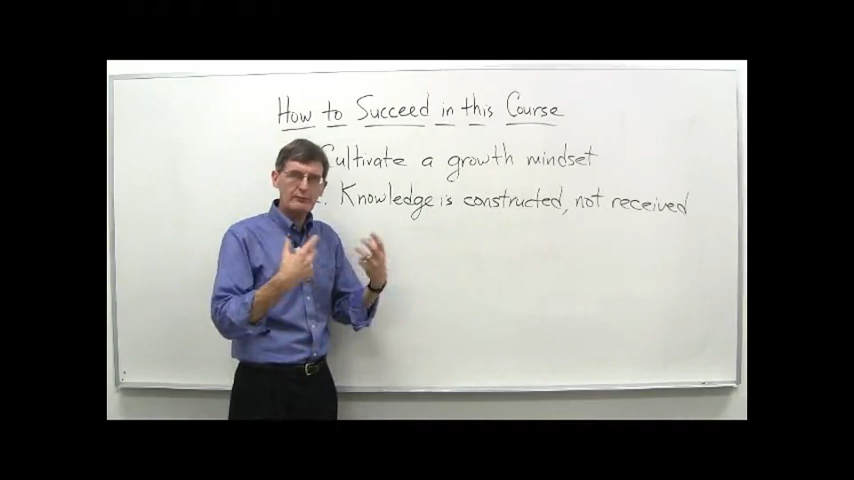 How to Succeed in this Course
Cultivate a growth mindset
. Knowledge is constructed, not received